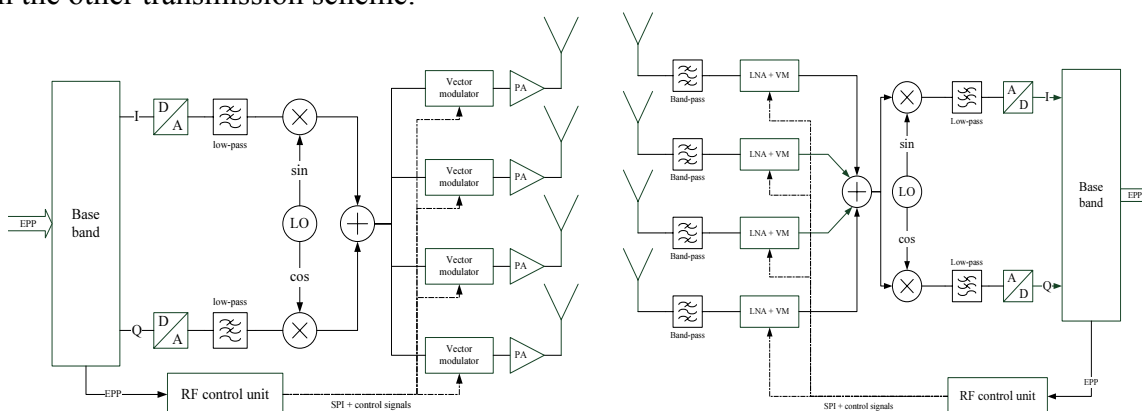 in the other transmission scheme.
Base
band
EPP
I
D
A
low-pass
sin
LO
cos
low-pass
Q
D
A
EPP
RF control unit
SPI + control signals
Vector
modulator
PA
Vector
modulator
PA
Vector
modulator
PA
Vector
modulator
PA
Band-pass
LNA + VM
Band-pass
LNA + VM
Band-pass
LNA + VM
Band-pass
LNA + VM
sin
LO
cos
Low-pass
A
D
I
Low-pass
A
D
Q
Base
band
EPP
EPP
RF control unit
SPI + control signals